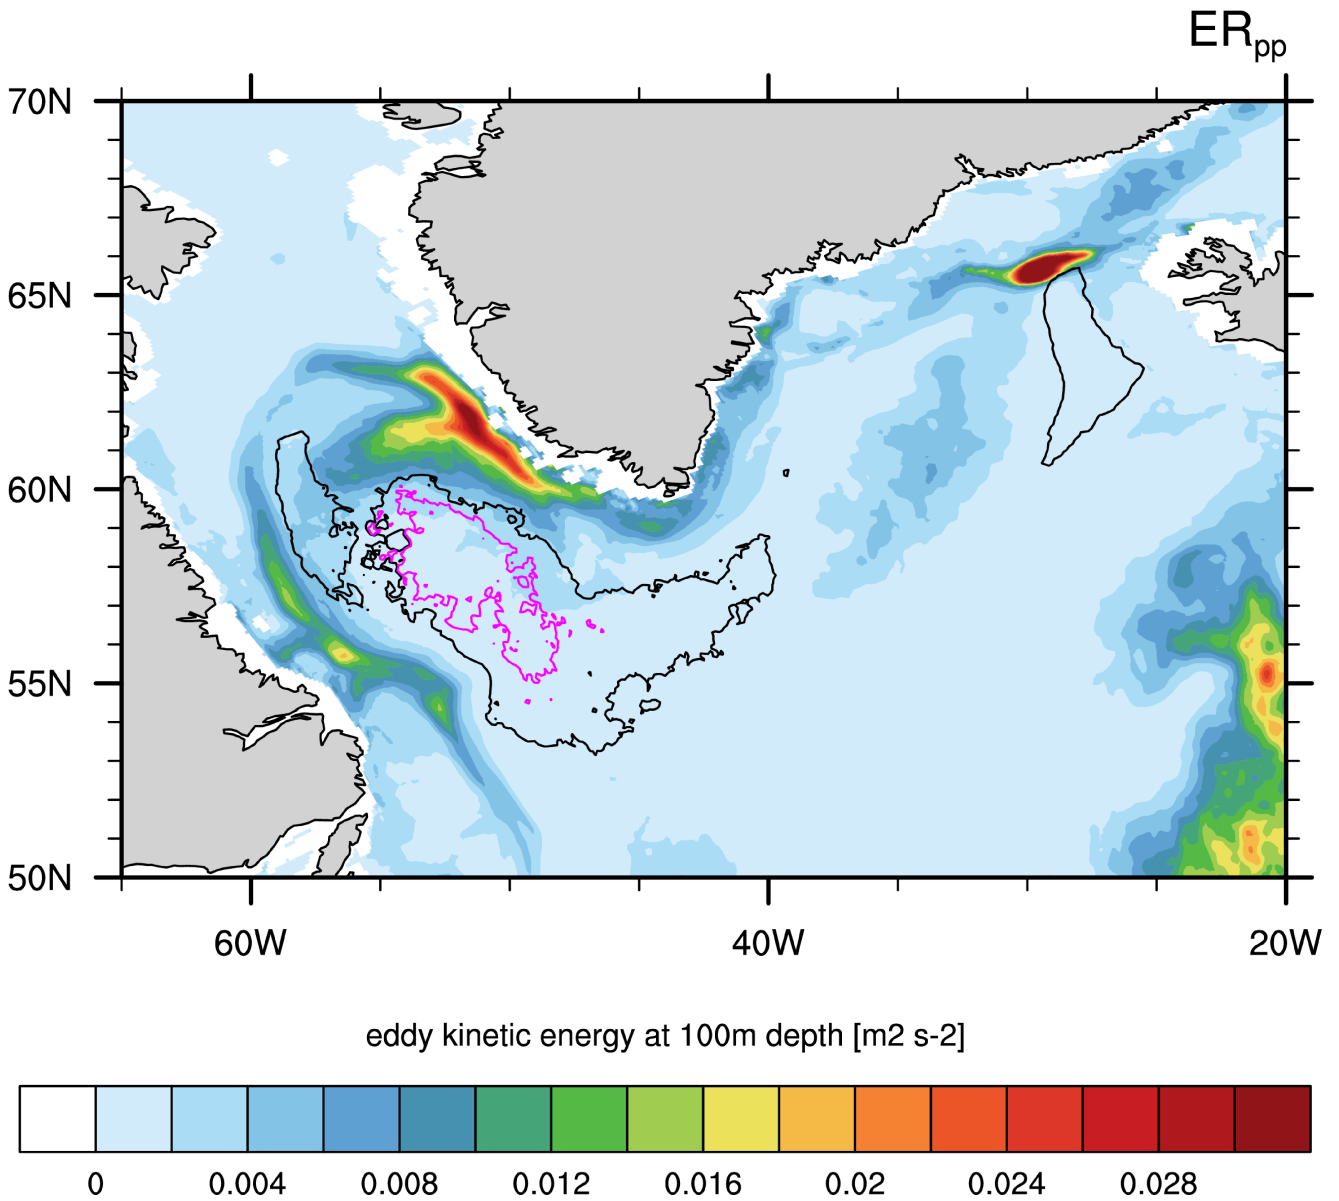 ERpp
70N
65N
60N
55N
50N
60W 40W 20W
eddy kinetic energy at 100m depth [m2 s-2]
0 0.004 0.008 0.012 0.016 0.02 0.024 0.028